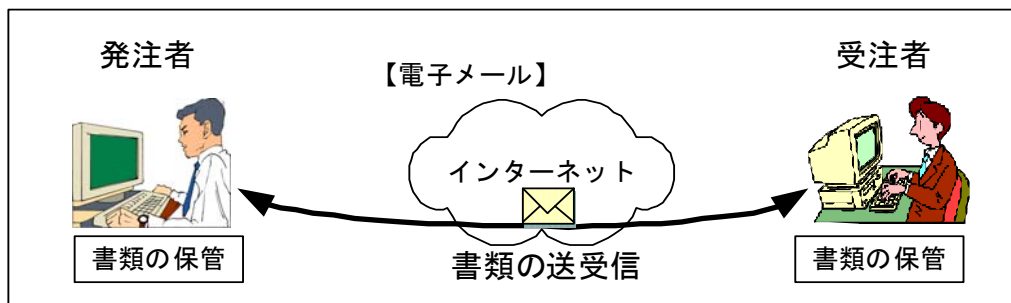 発注者
受注者
【電子メール】
インターネット
書類の送受信
書類の保管
書類の保管